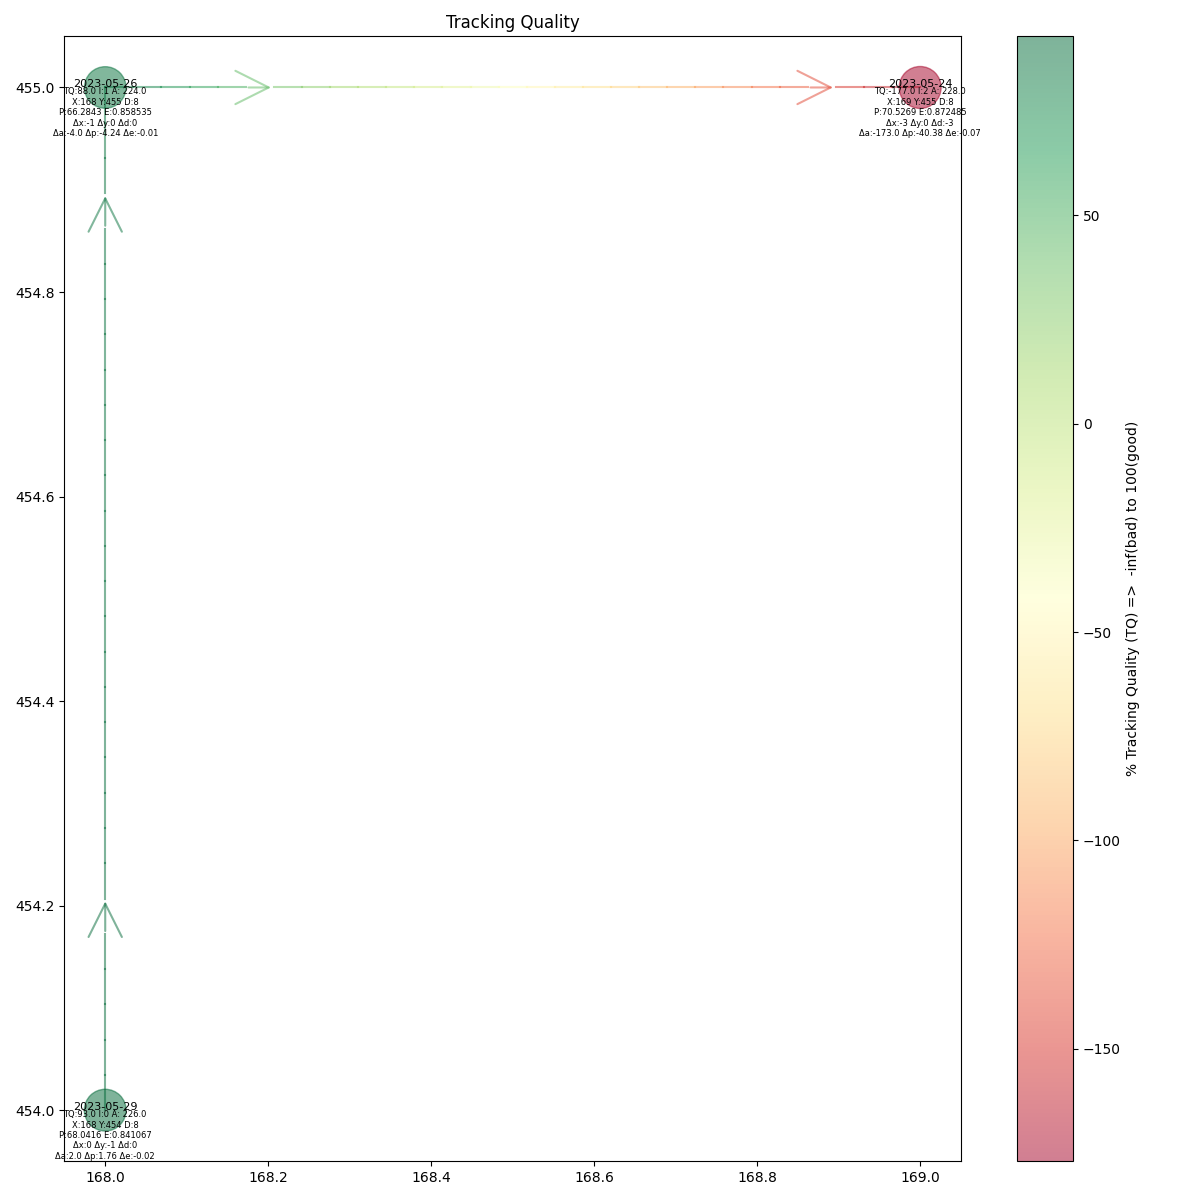 Tracking Quality
455.0
454.8
454.6
454.4
454.2
454.0
2023-05-26
TQ:88.0 I:1 A: 224.0
X:168 Y:455 D:8
P:66.2843 E:0.858535
Δx:-1 Δy:0 Δd:0
Δa:-4.0 Δp:-4.24 Δe:-0.01
2023-05-24
TQ:-177.0 I:2 A: 228.0
X:169 Y:455 D:8
P:70.5269 E:0.872485
Δx:-3 Δy:0 Δd:-3
Δa:-173.0 Δp:-40.38 Δe:-0.07
2023-05-29
TQ:93.0 I:0 A: 226.0
X:168 Y:454 D:8
P:68.0416 E:0.841067
Δx:0 Δy:-1 Δd:0
Δa:2.0 Δp:1.76 Δe:-0.02
168.0
168.2
168.4
168.6
168.8
169.0
50
0
−50
−100
−150
% Tracking Quality (TQ) => -inf(bad) to 100(good)